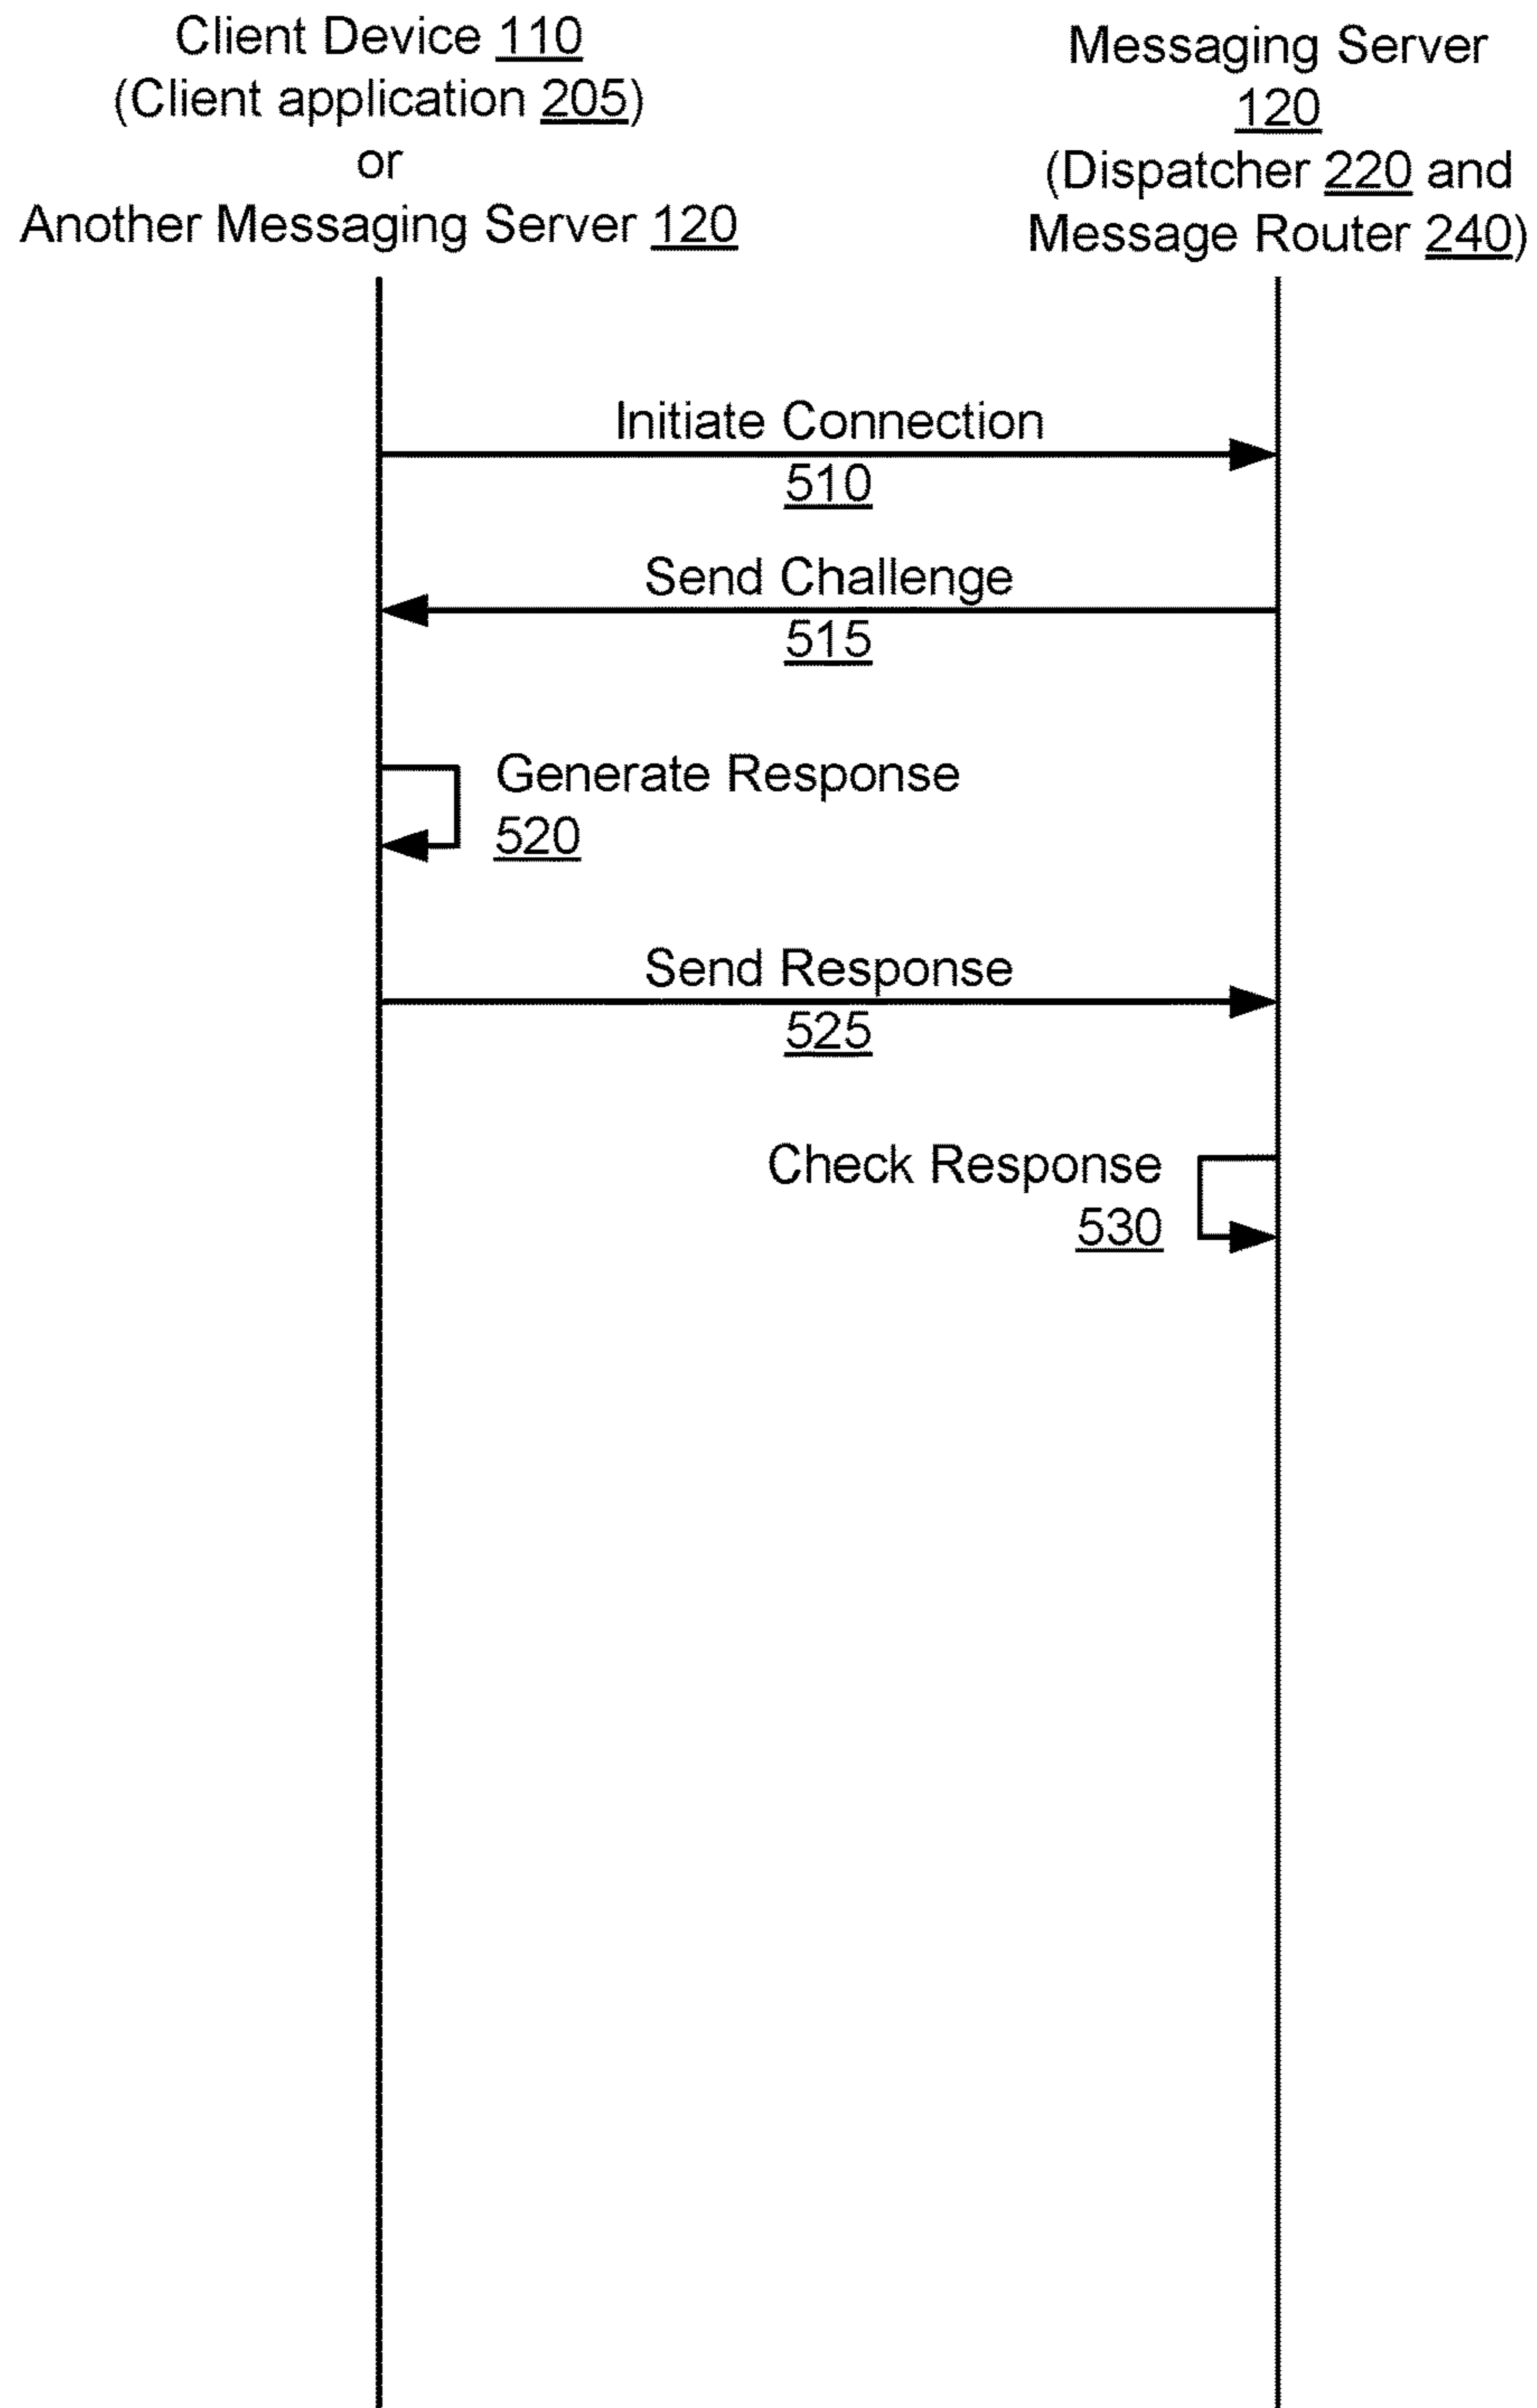 Client Device 110
(Client application 205)
or
Another Messaging Server 120
Messaging Server
120
(Dispatcher 220 and
Message Router 240)
Initiate Connection
510
Send Challenge
515
Generate Response
520
Send Response
525
Check Response
530